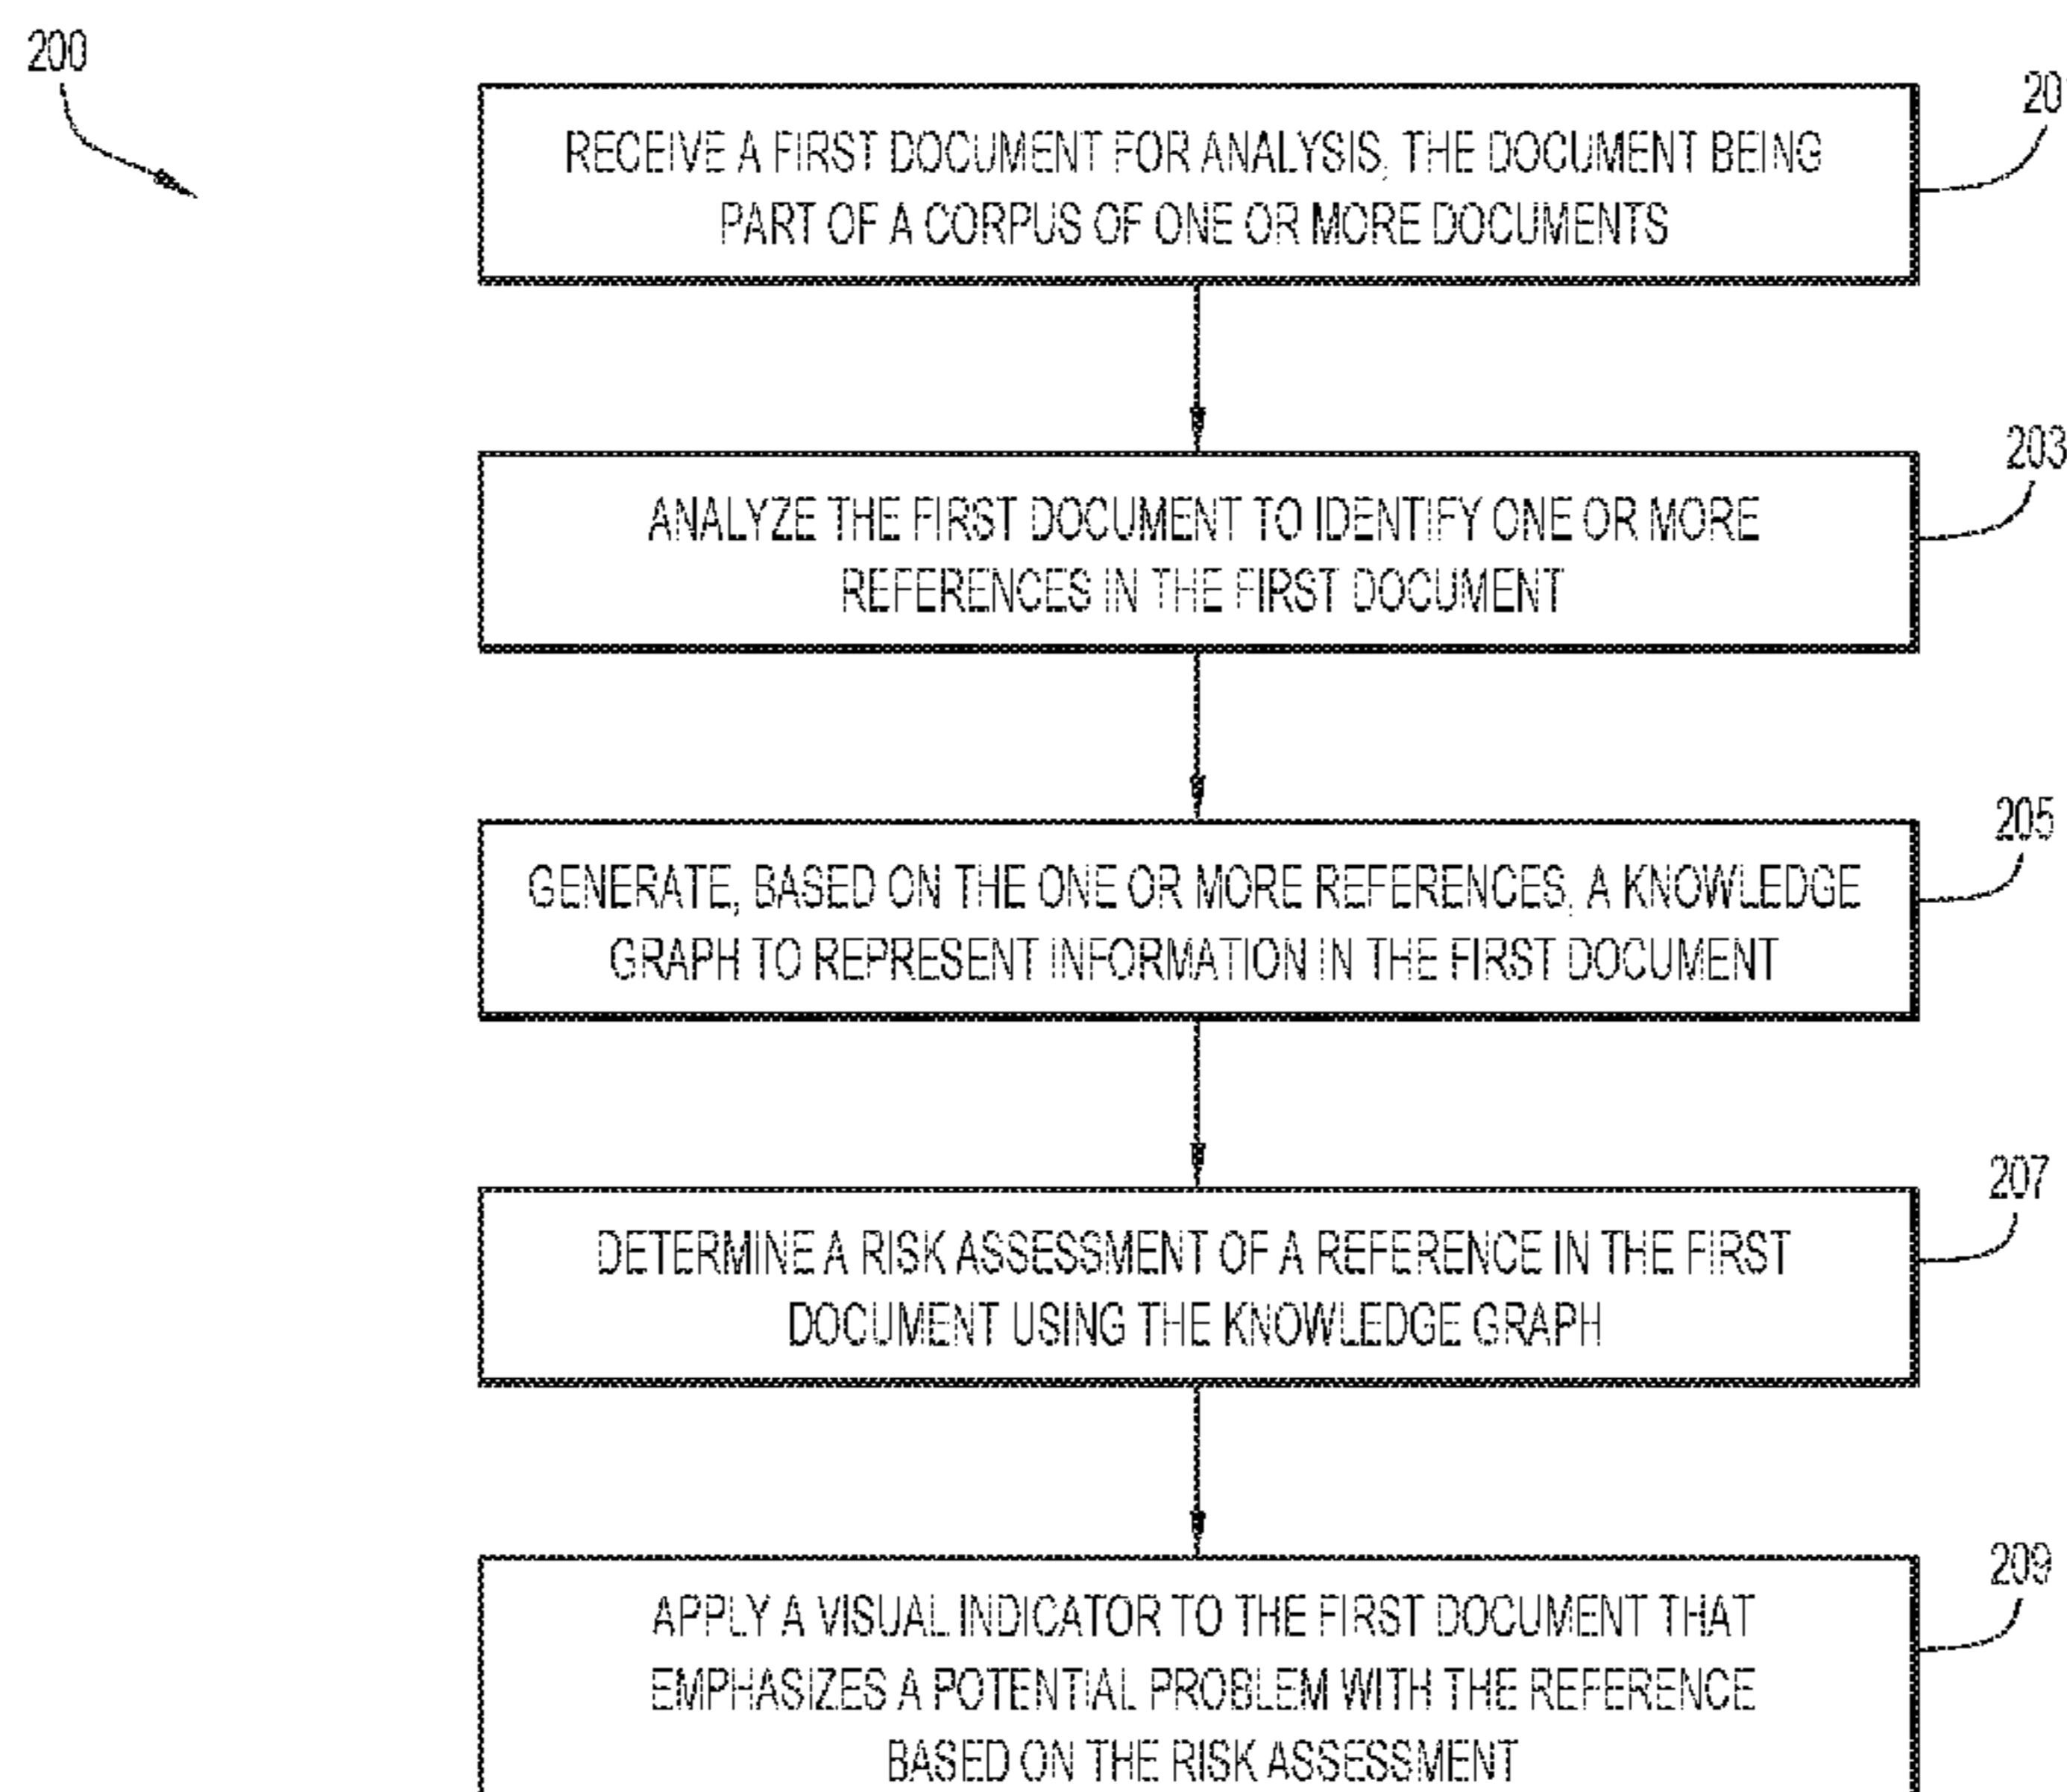 200
20
RECEIVE A FIRST DOCUMENT FOR ANALYSIS, THE DOCUMENT BEING
PART OF A CORPUS OF ONE OR MORE DOCUMENTS
203
ANALYZE THE FIRST DOCUMENT TO IDENTIFY ONE OR MORE
REFERENCES IN THE FIRST DOCUMENT
205
GENERATE, BASED ON THE ONE OR MORE REFERENCES, A KNOWLEDGE
GRAPH TO REPRESENT INFORMATION IN THE FIRST DOCUMENT
207
DETERMINE A RISK ASSESSMENT OF A REFERENCE IN THE FIRST
DOCUMENT USING THE KNOWLEDGE GRAPH
209
APPLY A VISUAL INDICATOR TO THE FIRST DOCUMENT THAT
EMPHASIZES A POTENTIAL PROBLEM WITH THE REFERENCE
BASED ON THE RISK ASSESSMENT